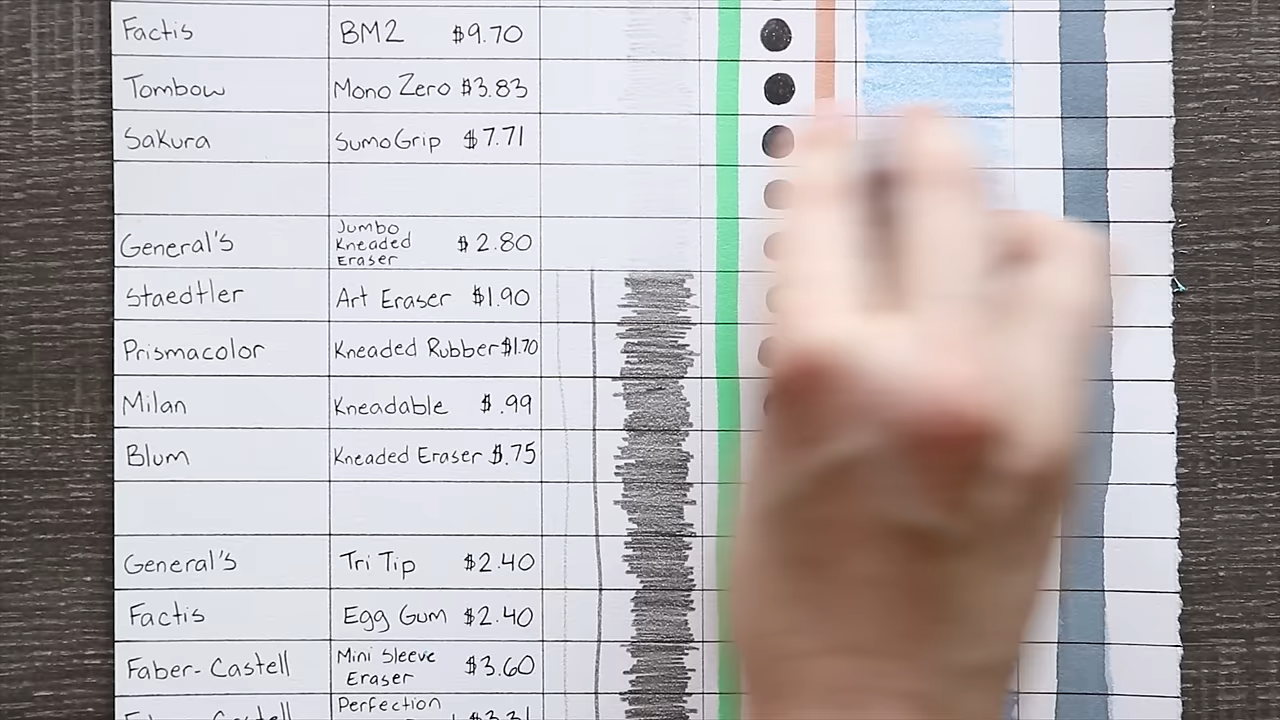 Factis BM2 $9.70
Tombow Mono Zero $3.83
Sakura SumoGrip $7.71
General's Jumbo Kneaded Eraser $2.80
Staedtler Art Eraser $1.90
Prismacolor Kneaded Rubber $1.70
Milan Kneadable $.99
Blum Kneaded Eraser $.75
General's Tri Tip $2.40
Factis Egg Gum $2.40
Faber-Castell Mini Sleeve Eraser $3.60
Faber-Castell Perfection